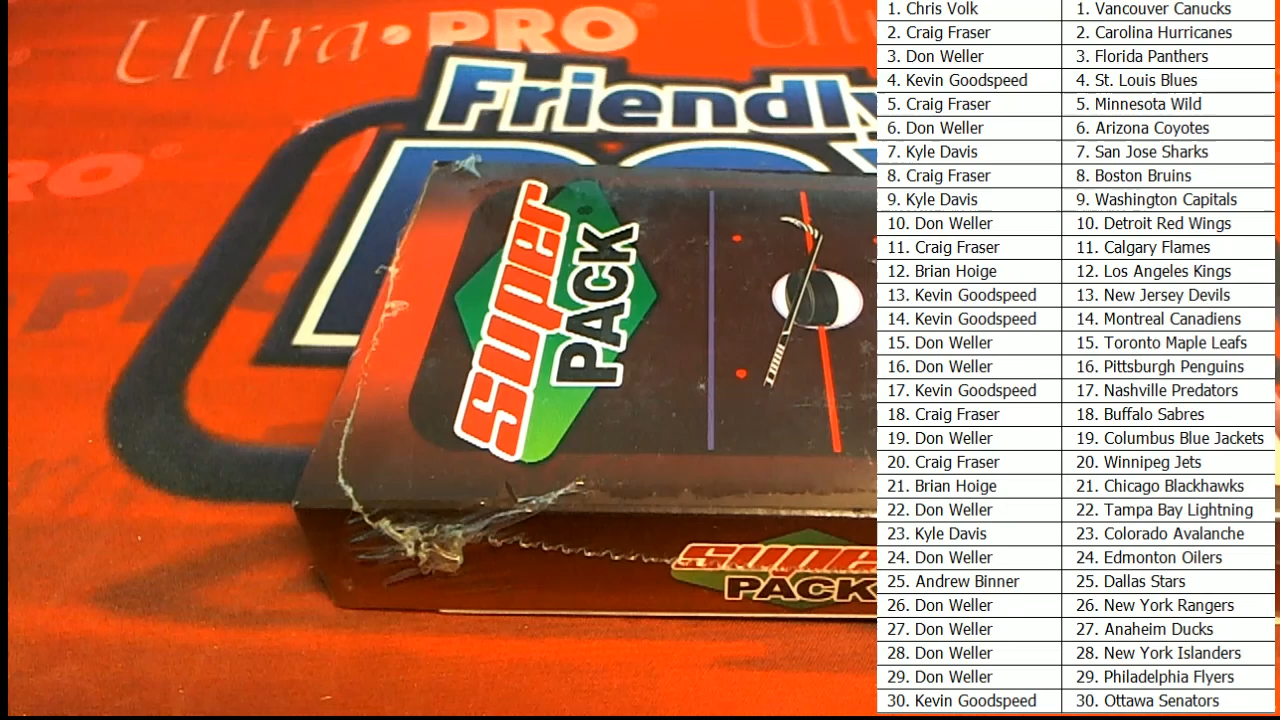 Ultra PRO
Friendly
PRO
super
PACK
PACK
1. Chris Volk 1. Vancouver Canucks
2. Craig Fraser 2. Carolina Hurricanes
3. Don Weller 3. Florida Panthers
4. Kevin Goodspeed 4. St. Louis Blues
5. Craig Fraser 5. Minnesota Wild
6. Don Weller 6. Arizona Coyotes
7. Kyle Davis 7. San Jose Sharks
8. Craig Fraser 8. Boston Bruins
9. Kyle Davis 9. Washington Capitals
10. Don Weller 10. Detroit Red Wings
11. Craig Fraser 11. Calgary Flames
12. Brian Hoige 12. Los Angeles Kings
13. Kevin Goodspeed 13. New Jersey Devils
14. Kevin Goodspeed 14. Montreal Canadiens
15. Don Weller 15. Toronto Maple Leafs
16. Don Weller 16. Pittsburgh Penguins
17. Kevin Goodspeed 17. Nashville Predators
18. Craig Fraser 18. Buffalo Sabres
19. Don Weller 19. Columbus Blue Jackets
20. Craig Fraser 20. Winnipeg Jets
21. Brian Hoige 21. Chicago Blackhawks
22. Don Weller 22. Tampa Bay Lightning
23. Kyle Davis 23. Colorado Avalanche
24. Don Weller 24. Edmonton Oilers
25. Andrew Binner 25. Dallas Stars
26. Don Weller 26. New York Rangers
27. Don Weller 27. Anaheim Ducks
28. Don Weller 28. New York Islanders
29. Don Weller 29. Philadelphia Flyers
30. Kevin Goodspeed 30. Ottawa Senators